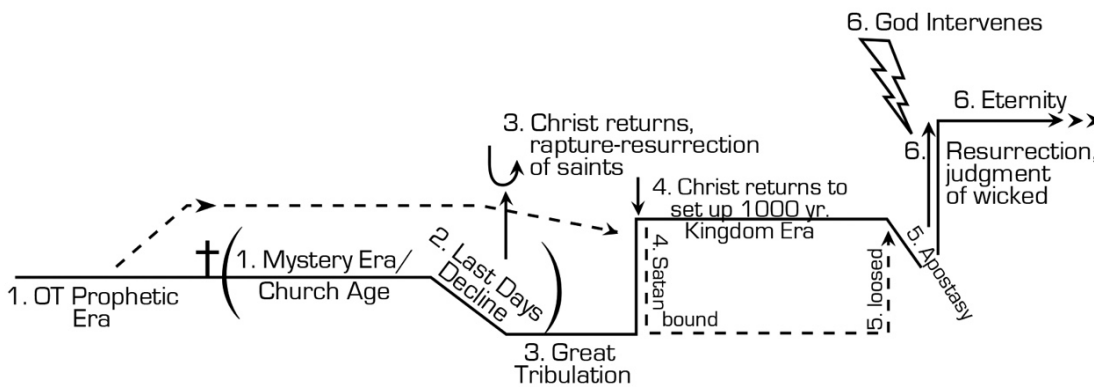 1. OT Prophetic
Era
1. Mystery Era/
Church Age
2. Last Days
Decline
3. Christ returns,
rapture-resurrection
of saints
3. Great
Tribulation
4. Christ returns to
set up 1000 yr.
Kingdom Era
4. Satan
bound
5. loosed
5. Apostasy
6. God Intervenes
6. Eternity
6. Resurrection,
judgment
of wicked